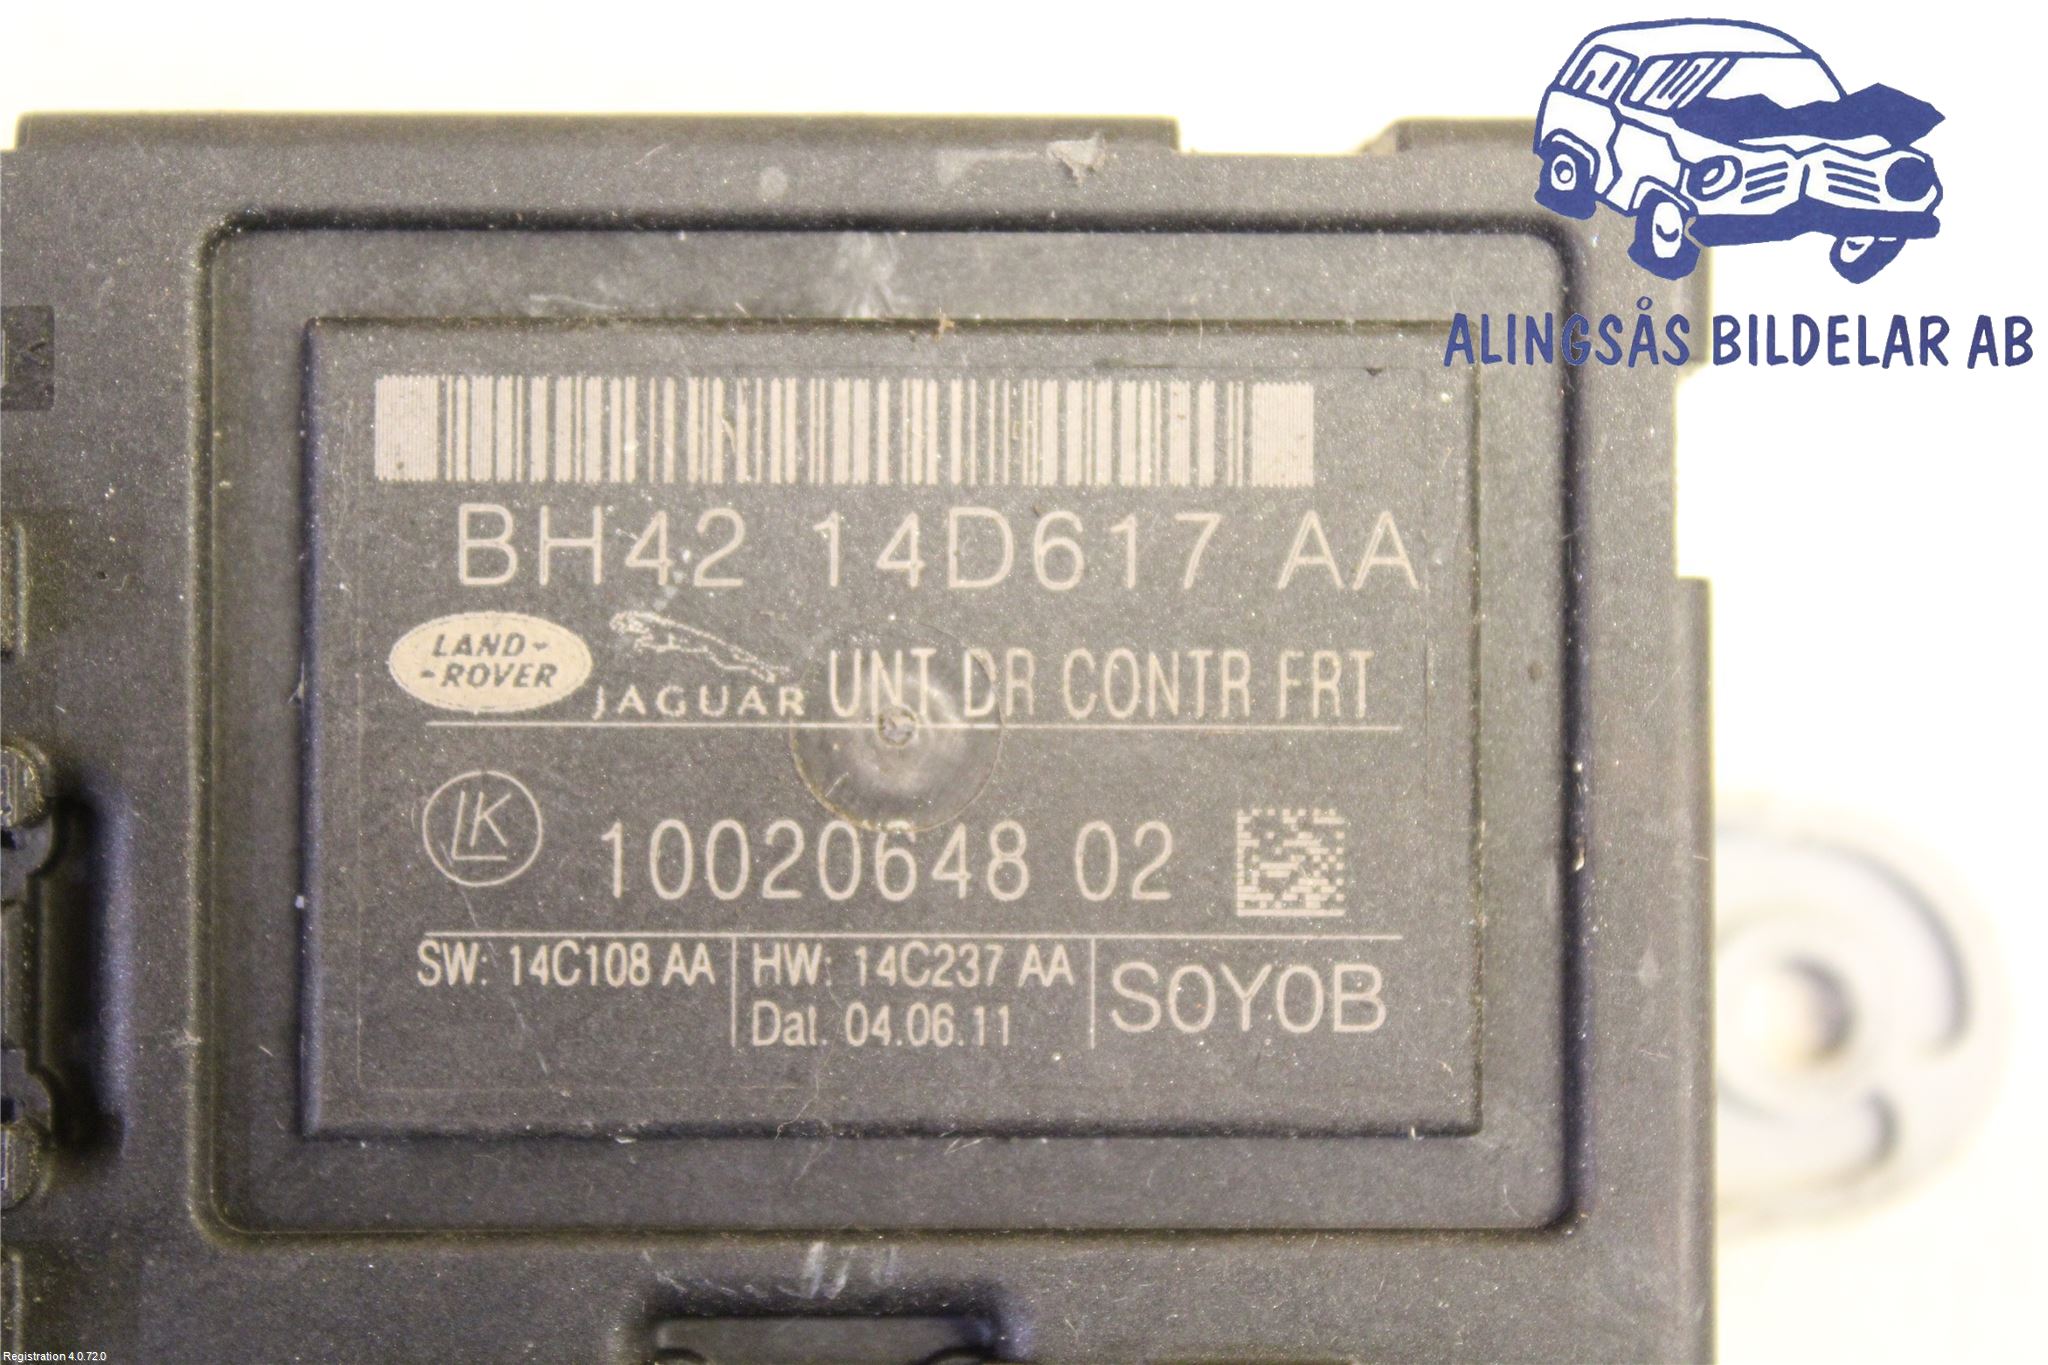 ALINGSÅS BILDELAR AB
BH42 14D617 AA
LAND-
-ROVER
JAGUAR
UNT DR CONTR FRT
LK
10020648 02
SW: 14C108 AA
HW: 14C237 AA
Dat. 04.06.11
S0Y0B
Registration 4.0.72.0